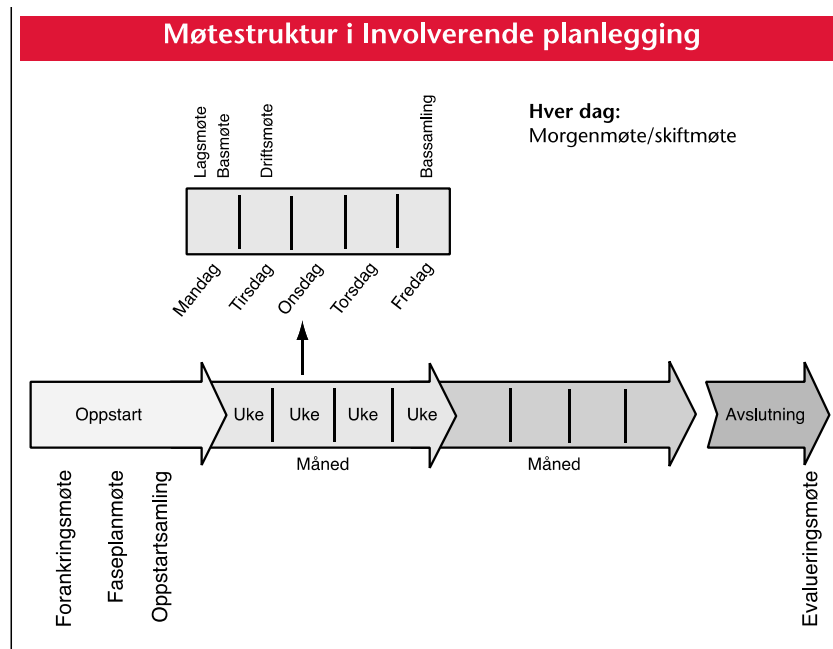 Møtestruktur i Involverende planlegging
Hver dag:
Morgenmøte/skiftmøte
Lagsmøte
Basmøte
Driftsmøte
Bassamling
Mandag
Tirsdag
Onsdag
Torsdag
Fredag
Oppstart
Uke
Uke
Uke
Uke
Avslutning
Måned
Måned
Forankringsmøte
Faseplanmøte
Oppstartsamling
Evalueringsmøte